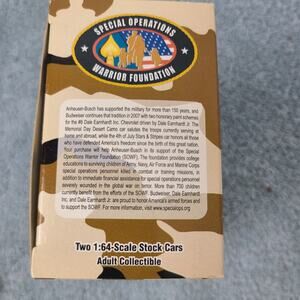 SPECIAL OPERATIONS
WARRIOR FOUNDATION
Anheuser-Busch has supported the military for more than 150 years, and
Budweiser continues that tradition in 2007 with two honorary paint schemes
for the #8 Dale Earnhardt Inc. Chevrolet driven by Dale Earnhardt Jr. The
Memorial Day Desert Camo car salutes the troops currently serving at
home and abroad, while the 4th of July Stars & Stripes car honors all those
who have defended America's freedom since the birth of this great nation.
Your purchase will help Anheuser-Busch in its support of the Special
Operations Warrior Foundation (SOWF). The foundation provides college
educations to surviving children of Army, Navy, Air Force and Marine Corps
special operations personnel killed in combat or training missions, in
addition to immediate financial assistance for special operations personnel
severely wounded in the global war on terror. More than 700 children
currently benefit from the efforts of the SOWF. Budweiser, Dale Earnhardt
Inc. and Dale Earnhardt Jr. are proud to honor America's armed forces and
to support the SOWF. For more information, visit www.specialops.org
Two 1:64-Scale Stock Cars
Adult Collectible